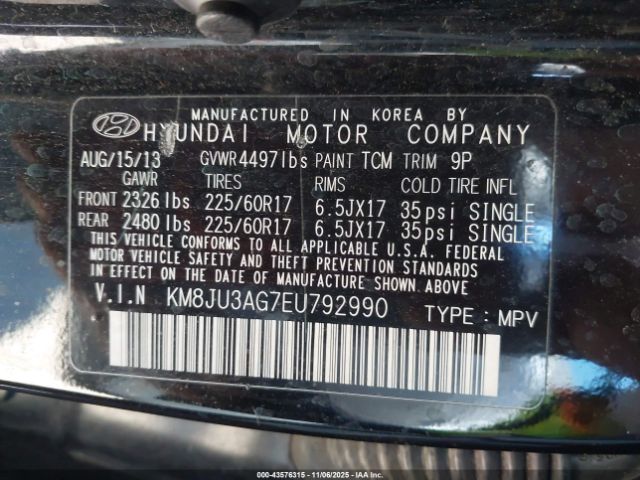 MANUFACTURED IN KOREA BY
HYUNDAI MOTOR COMPANY
AUG/15/13 GVWR 4497lbs PAINT TCM TRIM 9P
GAWR TIRES RIMS COLD TIRE INFL
FRONT 2326 lbs 225/60R17 6.5JX17 35psi SINGLE
REAR 2480 lbs 225/60R17 6.5JX17 35psi SINGLE
THIS VEHICLE CONFORMS TO ALL APPLICABLE U.S.A. FEDERAL
MOTOR VEHICLE SAFETY AND THEFT PREVENTION STANDARDS
IN EFFECT ON THE DATE OF MANUFACTURE SHOWN ABOVE.
V.I.N KM8JU3AG7EU792990 TYPE : MPV
000-43576315 - 11/06/2025 - IAA Inc.